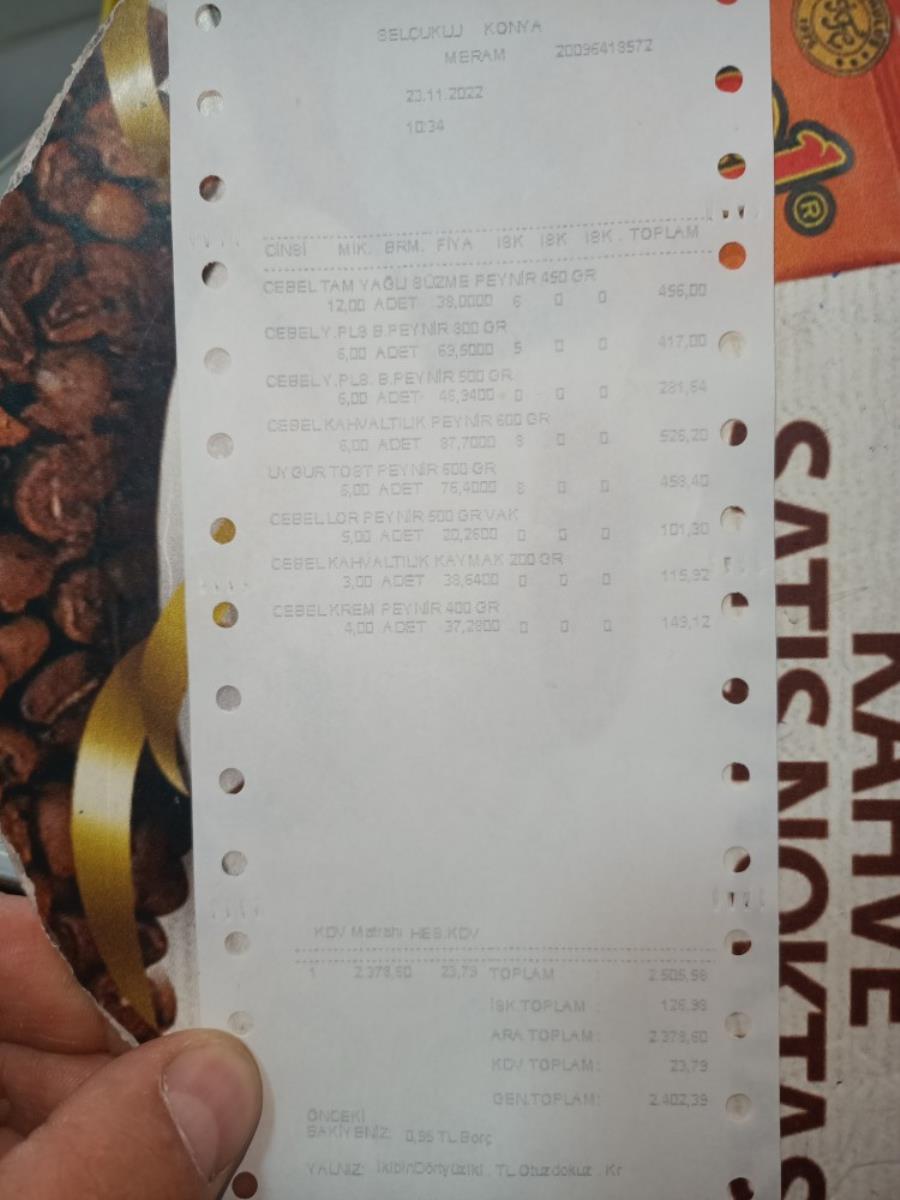 SELÇUKLU KONYA
MERAM 20096419572
23.11.2022
10:34
CİNSİ MİK. BRM. FİYA ISK ISK ISK. TOPLAM
CEBEL TAM YAĞLI SÜZME PEYNİR 450 GR
12,00 ADET 38,0000 6 0 0 456,00
CEBEL Y.PLS B.PEYNİR 800 GR
6,00 ADET 69,5000 5 0 0 417,00
CEBEL Y.PLS. B.PEYNİR 500 GR
6,00 ADET 46,9400 0 0 0 281,64
CEBEL KAHVALTILIK PEYNİR 600 GR
6,00 ADET 87,7000 8 0 0 526,20
UYGUR TOST PEYNİR 600 GR
6,00 ADET 76,4000 8 0 0 458,40
CEBEL LOR PEYNİR 500 GR VAK
5,00 ADET 20,2600 0 0 0 101,30
CEBEL KAHVALTILIK KAYMAK 200 GR
3,00 ADET 38,6400 0 0 0 115,92
CEBEL KREM PEYNİR 400 GR
4,00 ADET 37,2800 0 0 0 149,12
KDV Matrahı HES.KDV
1 2.378,60 23,79 TOPLAM : 2.505,58
İSK.TOPLAM : 126,98
ARA TOPLAM: 2.378,60
KDV TOPLAM: 23,79
GEN.TOPLAM: 2.402,39
ÖNCEKİ
BAKİYENİZ: 0,95 TL Borç
YALNIZ: İkibinDörtyüzİki TL Otuzdokuz Kr
KAHVE
SATIŞ NOKTAS